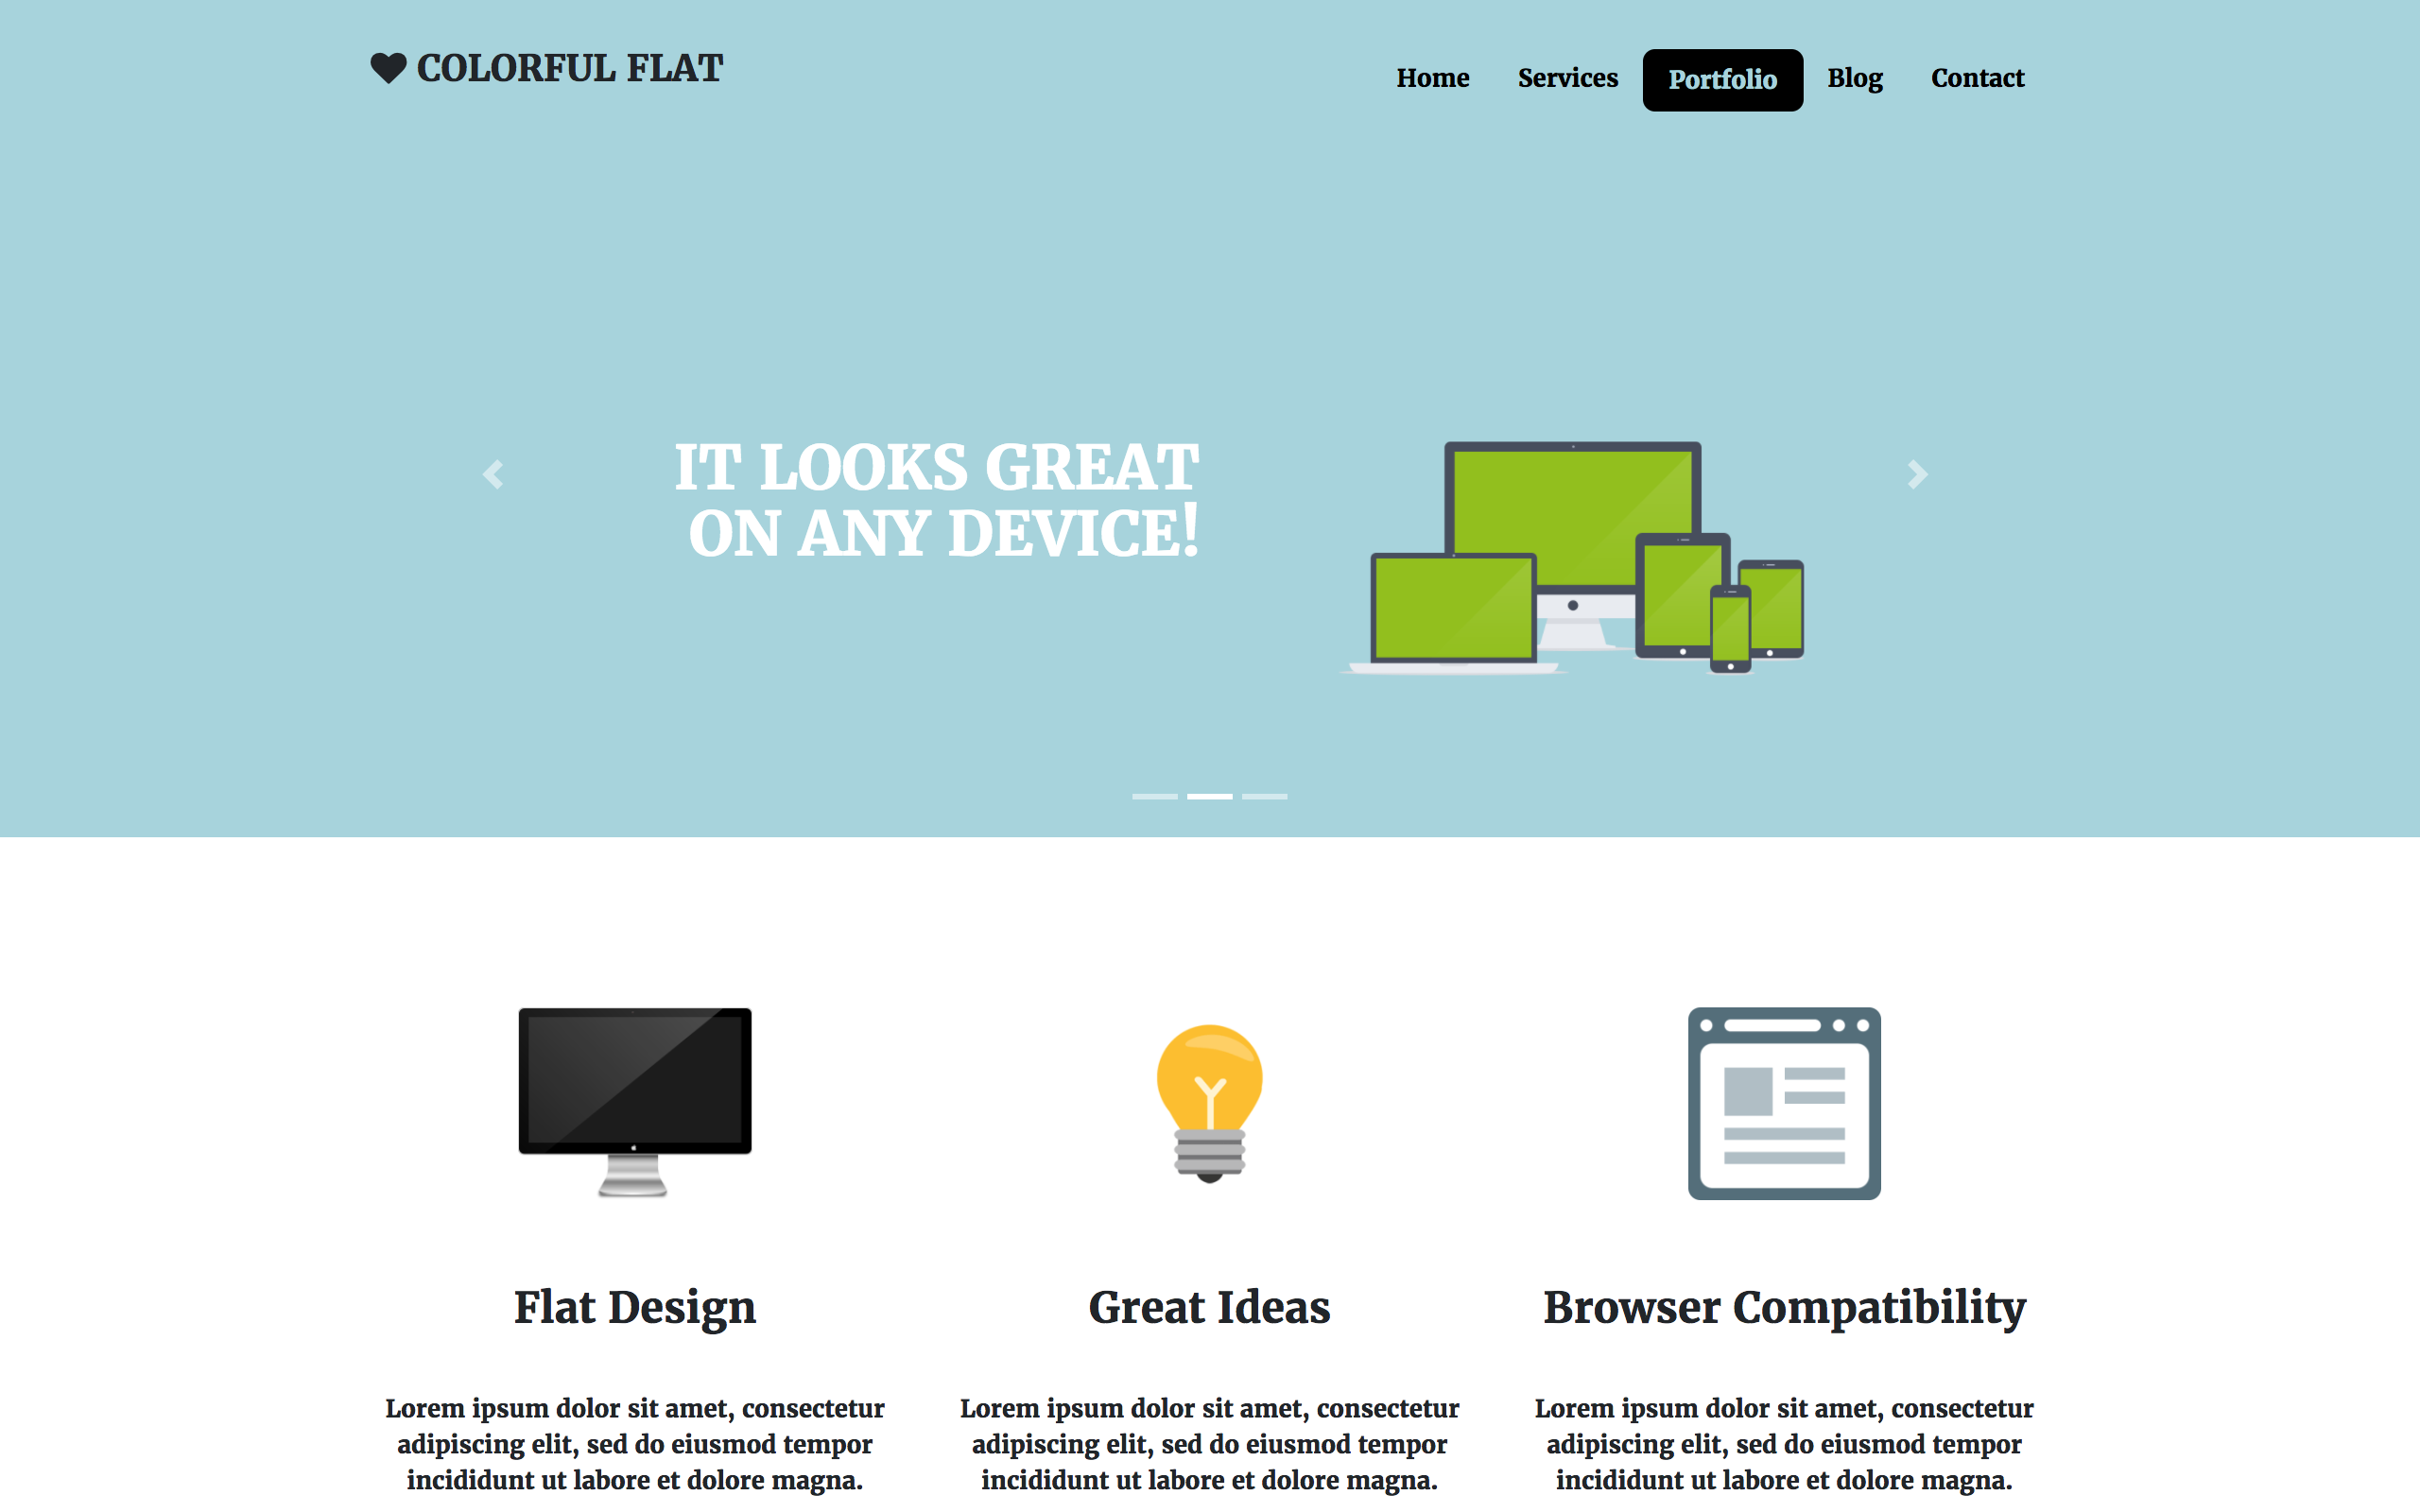 COLORFUL FLAT
Home Services Portfolio Blog Contact
IT LOOKS GREAT
ON ANY DEVICE!
Flat Design
Lorem ipsum dolor sit amet, consectetur
adipiscing elit, sed do eiusmod tempor
incididunt ut labore et dolore magna.
Great Ideas
Lorem ipsum dolor sit amet, consectetur
adipiscing elit, sed do eiusmod tempor
incididunt ut labore et dolore magna.
Browser Compatibility
Lorem ipsum dolor sit amet, consectetur
adipiscing elit, sed do eiusmod tempor
incididunt ut labore et dolore magna.